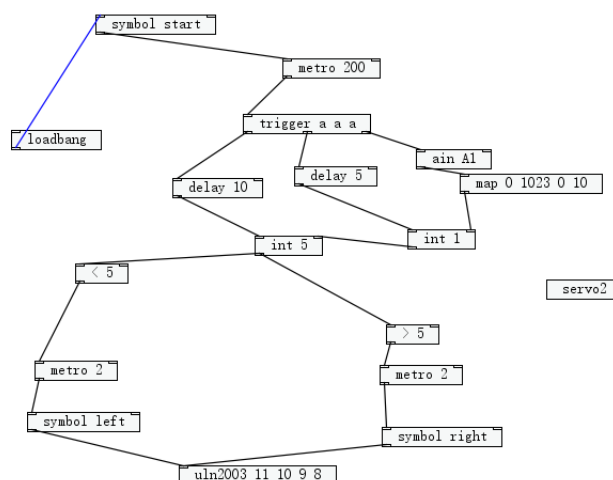 symbol start
metro 200
trigger a a a
loadbang
ain A1
delay 5
map 0 1023 0 10
delay 10
int 1
int 5
< 5
servo2
> 5
metro 2
metro 2
symbol left
symbol right
uln2003 11 10 9 8